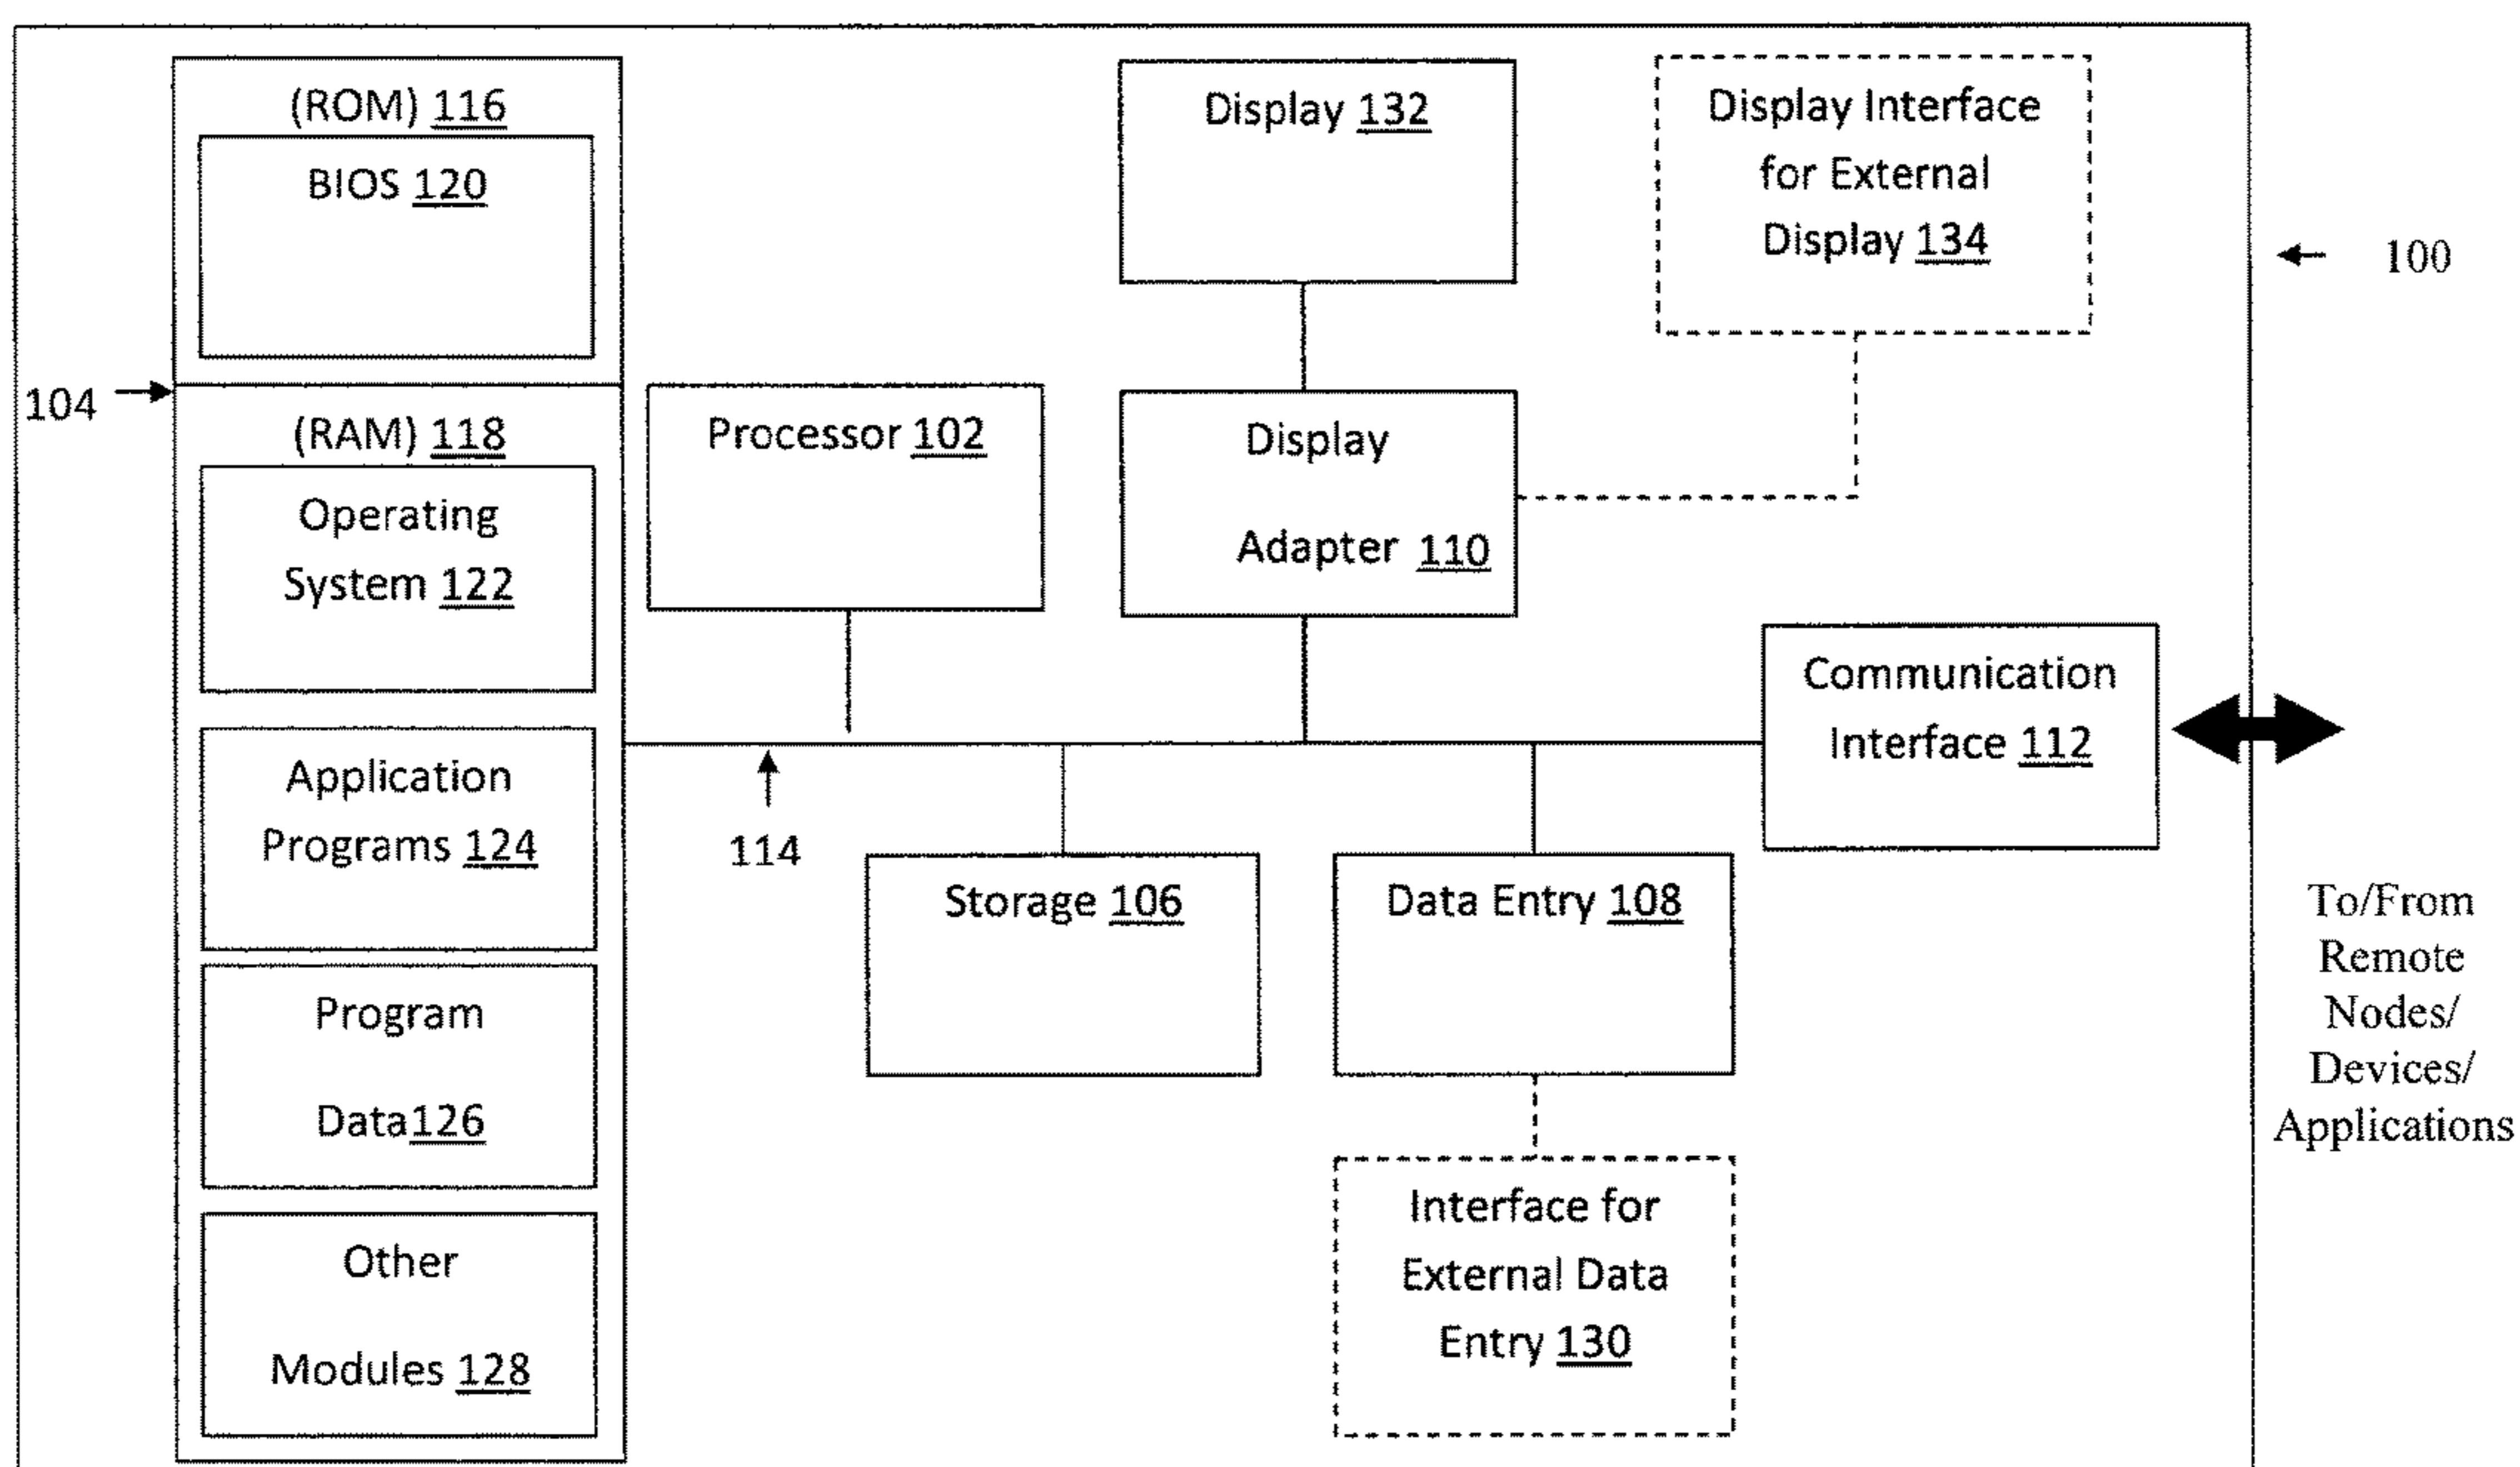 (ROM) 116
BIOS 120
104
(RAM) 118
Operating
System 122
Application
Programs 124
Program
Data126
Other
Modules 128
Processor 102
Display 132
Display Interface
for External
Display 134
100
Display
Adapter 110
Communication
Interface 112
114
Storage 106
Data Entry 108
Interface for
External Data
Entry 130
To/From
Remote
Nodes/
Devices/
Applications